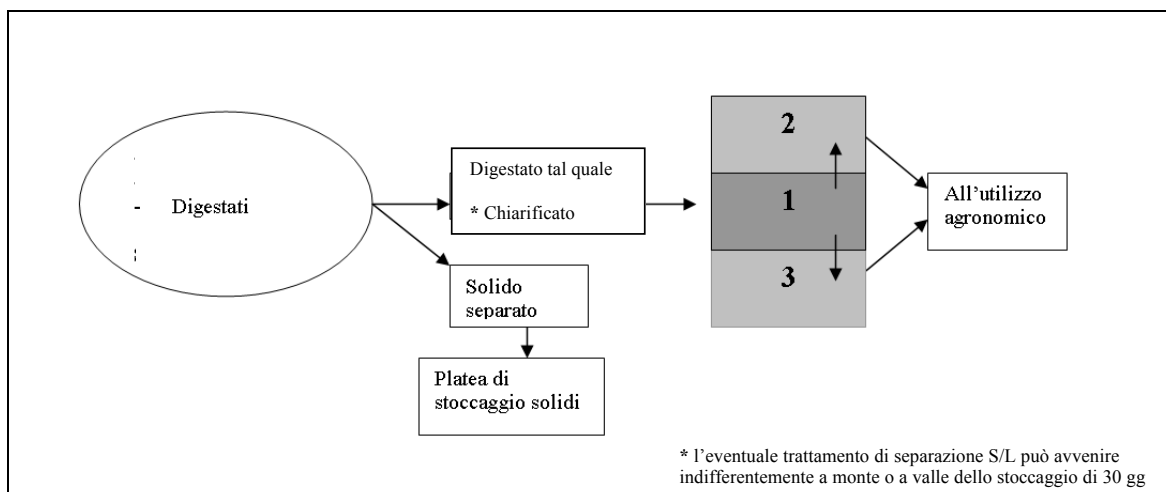 Digestati
Digestato tal quale
* Chiarificato
Solido
separato
Platea di
stoccaggio solidi
2
1
3
All'utilizzo
agronomico
* l'eventuale trattamento di separazione S/L può avvenire
indifferentemente a monte o a valle dello stoccaggio di 30 gg